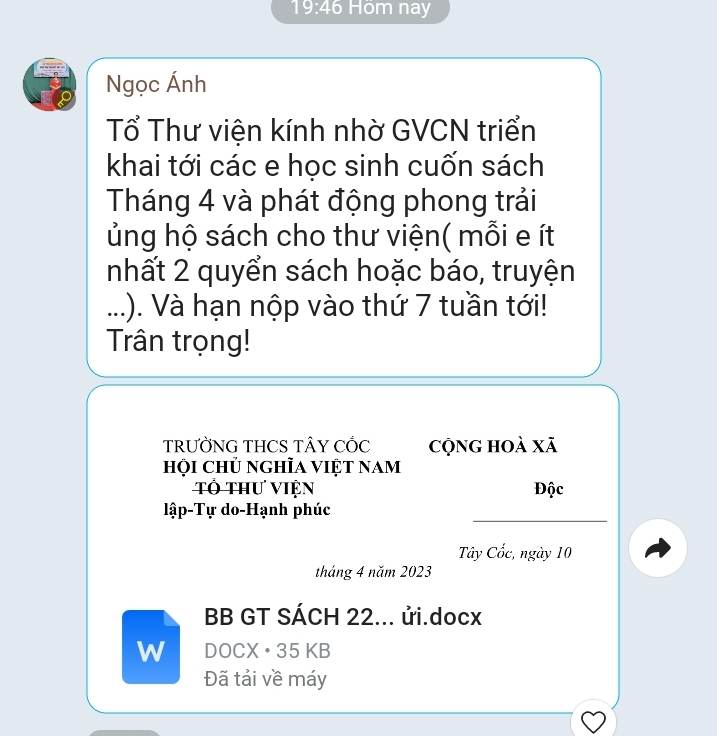 19:46 Hôm nay
Ngọc Ánh
Tổ Thư viện kính nhờ GVCN triển
khai tới các e học sinh cuốn sách
Tháng 4 và phát động phong trải
ủng hộ sách cho thư viện( mỗi e ít
nhất 2 quyển sách hoặc báo, truyện
...). Và hạn nộp vào thứ 7 tuần tới!
Trân trọng!
TRƯỜNG THCS TÂY CỐC CỘNG HOÀ XÃ
HỘI CHỦ NGHĨA VIỆT NAM
TỔ THƯ VIỆN Độc
lập-Tự do-Hạnh phúc
Tây Cốc, ngày 10
tháng 4 năm 2023
BB GT SÁCH 22... ửi.docx
W
DOCX • 35 KB
Đã tải về máy